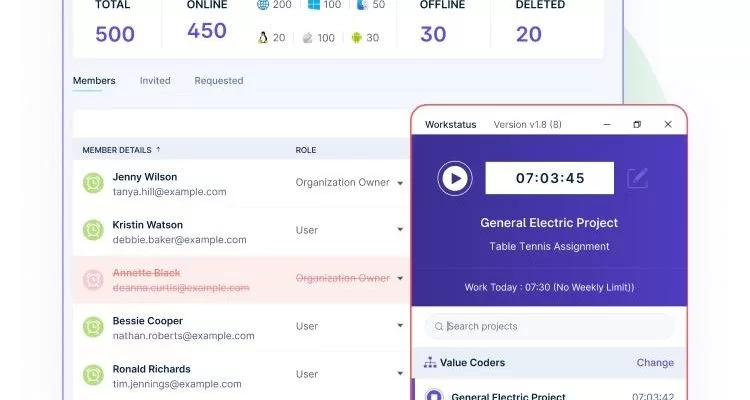 TOTAL
500
ONLINE
450
200
100
50
20
100
30
OFFLINE
30
DELETED
20
Members
Invited
Requested
MEMBER DETAILS ↑
ROLE
Jenny Wilson
tanya.hill@example.com
Organization Owner
Kristin Watson
debbie.baker@example.com
User
Annette Black
deanna.curtis@example.com
Organization Owner
Bessie Cooper
nathan.roberts@example.com
User
Ronald Richards
tim.jennings@example.com
User
Workstatus
Version v1.8 (8)
07:03:45
General Electric Project
Table Tennis Assignment
Work Today : 07:30 (No Weekly Limit))
Search projects
Value Coders
Change
General Electric Project
07:03:42